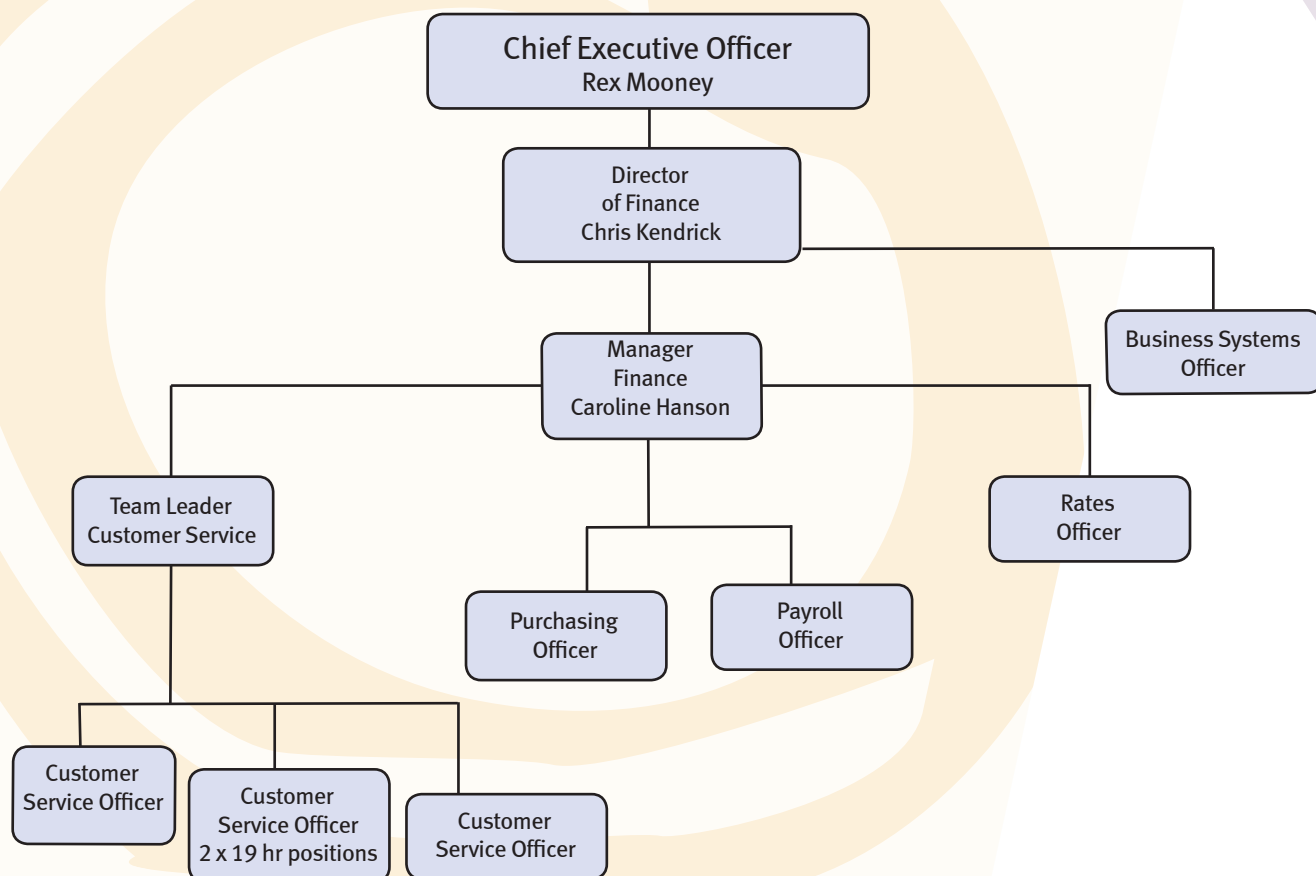 Chief Executive Officer
Rex Mooney
Director
of Finance
Chris Kendrick
Business Systems
Officer
Manager
Finance
Caroline Hanson
Team Leader
Customer Service
Rates
Officer
Purchasing
Officer
Payroll
Officer
Customer
Service Officer
Customer
Service Officer
2 x 19 hr positions
Customer
Service Officer